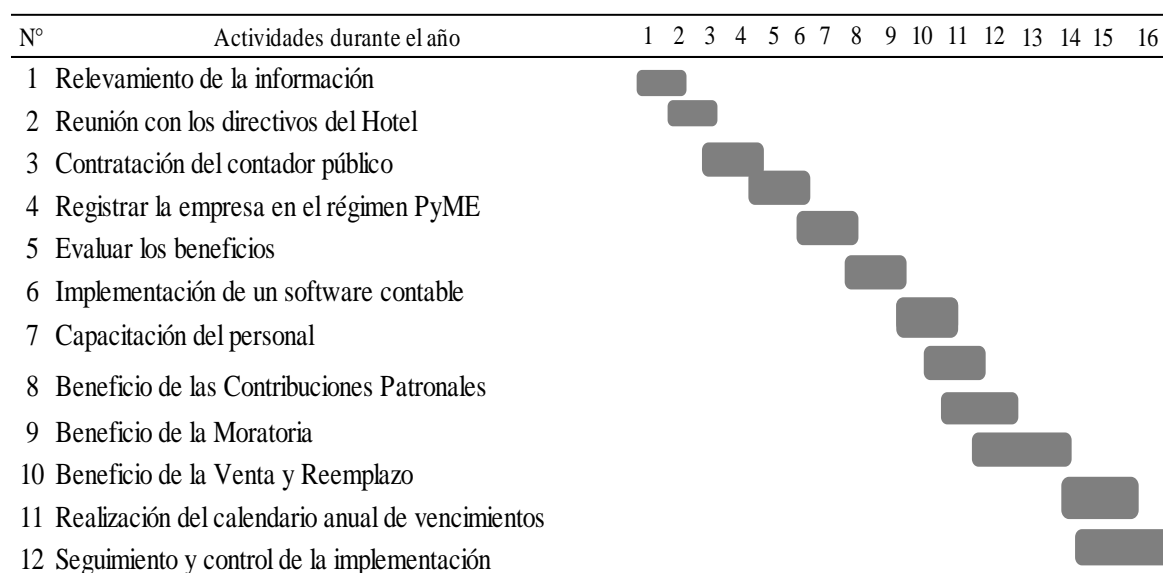 N° Actividades durante el año 1 2 3 4 5 6 7 8 9 10 11 12 13 14 15 16
1 Relevamiento de la información
2 Reunión con los directivos del Hotel
3 Contratación del contador público
4 Registrar la empresa en el régimen PyME
5 Evaluar los beneficios
6 Implementación de un software contable
7 Capacitación del personal
8 Beneficio de las Contribuciones Patronales
9 Beneficio de la Moratoria
10 Beneficio de la Venta y Reemplazo
11 Realización del calendario anual de vencimientos
12 Seguimiento y control de la implementación